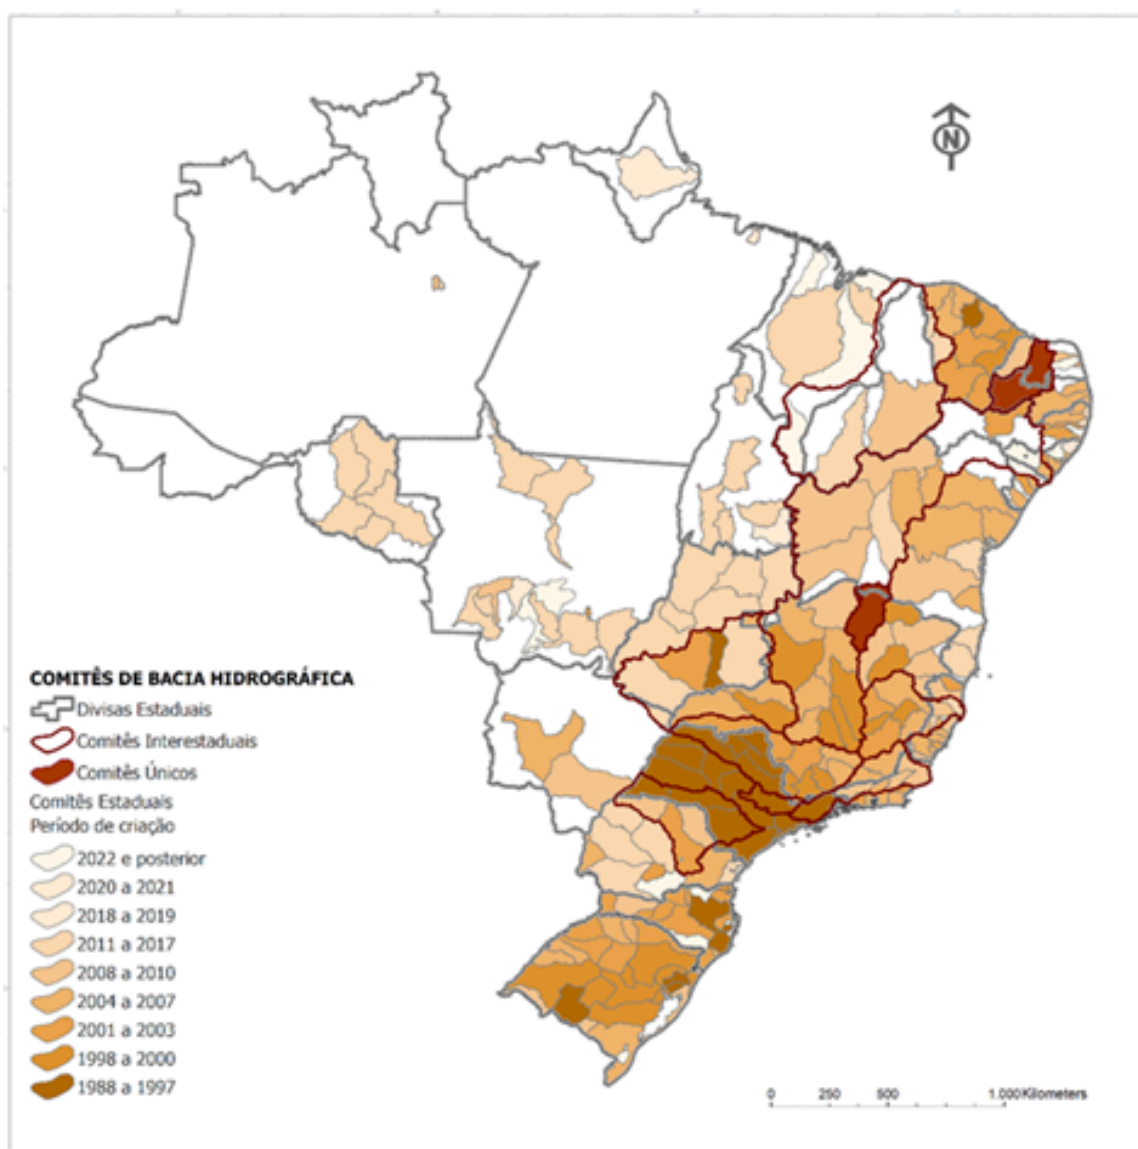 N
COMITÊS DE BACIA HIDROGRÁFICA
Divisas Estaduais
Comitês Interestaduais
Comitês Únicos
Comitês Estaduais
Período de criação
2022 e posterior
2020 a 2021
2018 a 2019
2011 a 2017
2008 a 2010
2004 a 2007
2001 a 2003
1998 a 2000
1988 a 1997
0 250 500 1.000 Kilometers